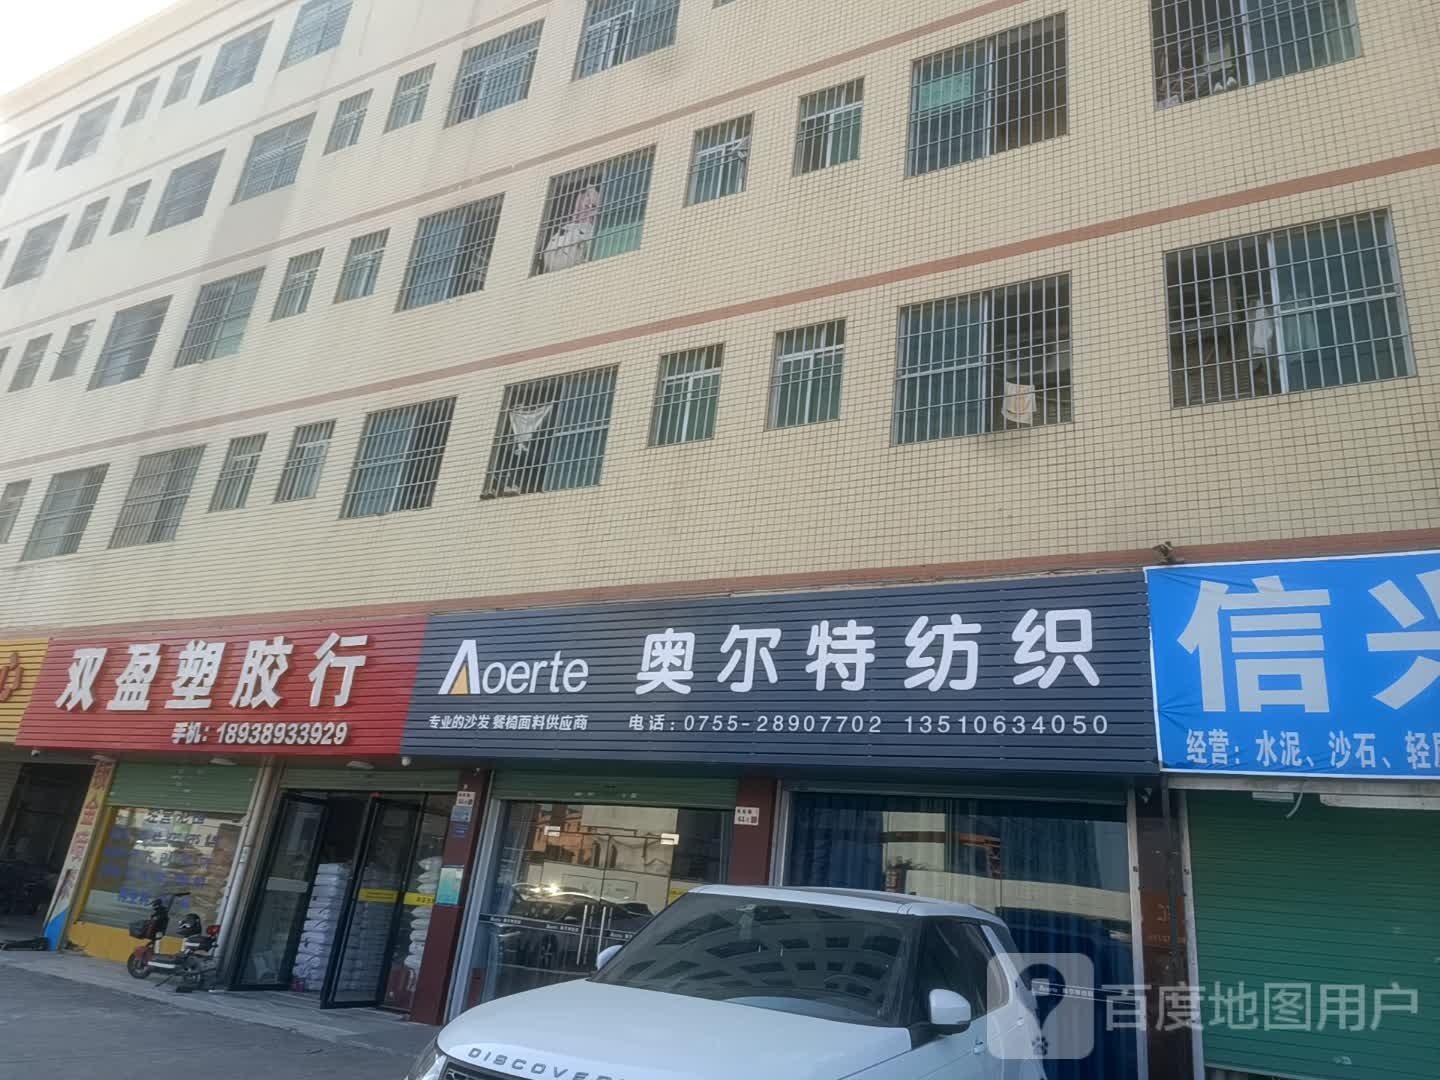 双盈塑胶行
手机：18938933929
Aoerte 奥尔特纺织
专业的沙发 餐椅面料供应商 电话：0755-28907702 13510634050
信兴
经营：水泥、沙石、轻质
DISCOVER
百度地图用户